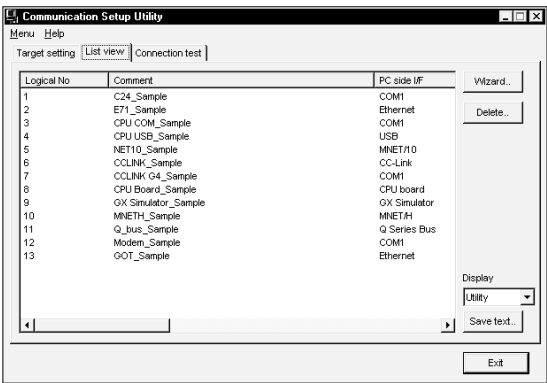 Communication Setup Utility
Menu Help
Target setting List view Connection test
Logical No Comment PC side I/F
1 C24_Sample COM1
2 E71_Sample Ethernet
3 CPU COM_Sample COM1
4 CPU USB_Sample USB
5 NET10_Sample MNET/10
6 CCLINK_Sample CC-Link
7 CCLINK G4_Sample COM1
8 CPU Board_Sample CPU board
9 GX Simulator_Sample GX Simulator
10 MNETH_Sample MNET/H
11 Q_bus_Sample Q Series Bus
12 Modem_Sample COM1
13 GOT_Sample Ethernet
Wizard..
Delete..
Display
Utility
Save text..
Exit